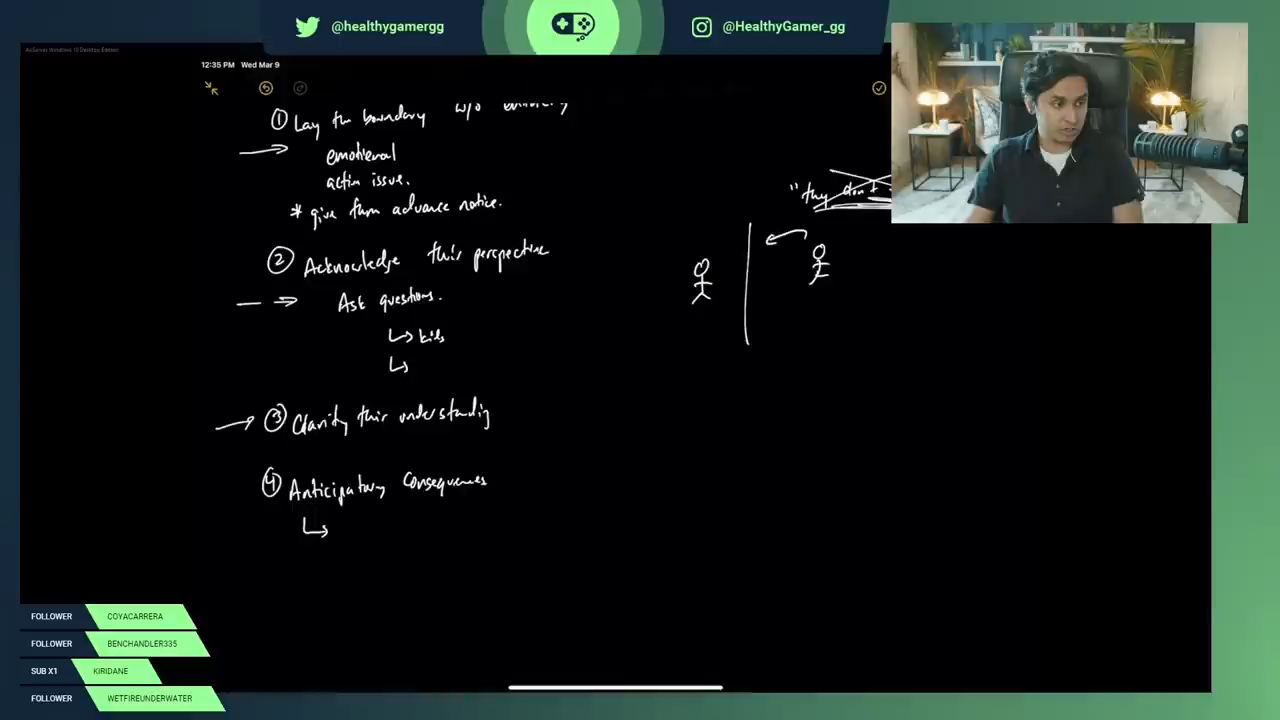 @healthygamergg
@HealthyGamer_gg
12:35 PM Wed Mar 9
① Lay the boundary w/o
emotional
action issue.
* give them advance notice.
② Acknowledge their perspective
Ask questions.
↳ kids
↳
③ Clarify their understanding
④ Anticipatory Consequences
↳
"they don't
FOLLOWER COYACARRERA
FOLLOWER BENCHANDLER335
SUB X1 KIRIDANE
FOLLOWER WETFIREUNDERWATER